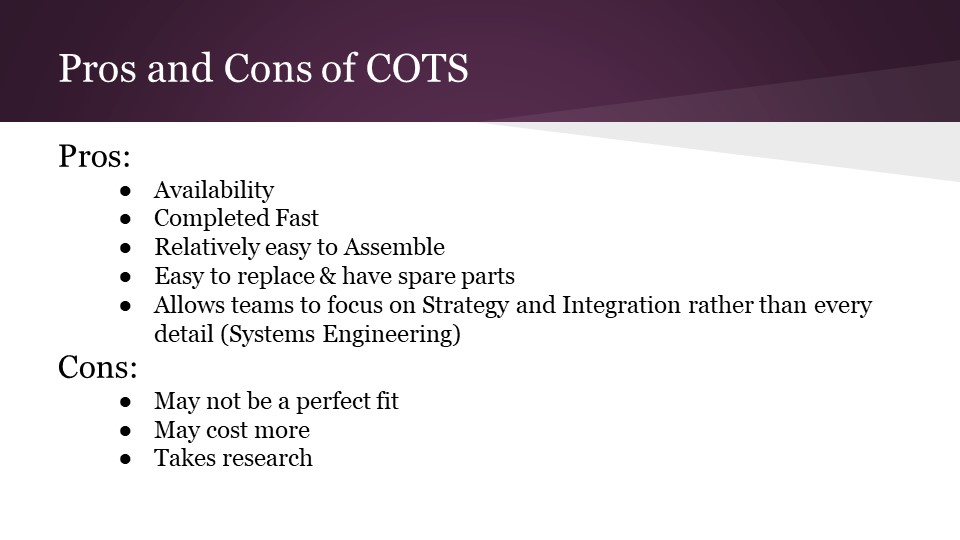 Pros and Cons of COTS
Pros:
● Availability
● Completed Fast
● Relatively easy to Assemble
● Easy to replace & have spare parts
● Allows teams to focus on Strategy and Integration rather than every
detail (Systems Engineering)
Cons:
● May not be a perfect fit
● May cost more
● Takes research